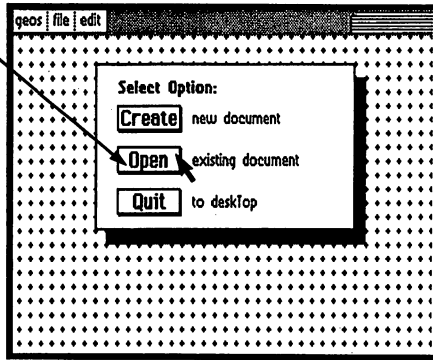 geos file edit
Select Option:
Create new document
Open existing document
Quit to deskTop